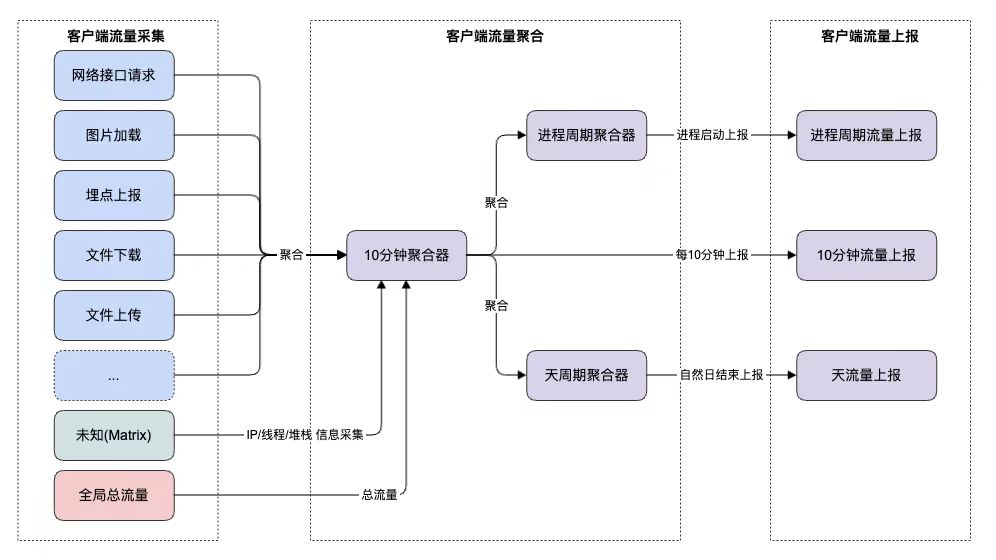 客户端流量采集
网络接口请求
图片加载
埋点上报
文件下载
文件上传
...
未知(Matrix)
全局总流量
聚合
IP/线程/堆栈 信息采集
总流量
客户端流量聚合
10分钟聚合器
聚合
聚合
进程周期聚合器
天周期聚合器
进程启动上报
每10分钟上报
自然日结束上报
客户端流量上报
进程周期流量上报
10分钟流量上报
天流量上报